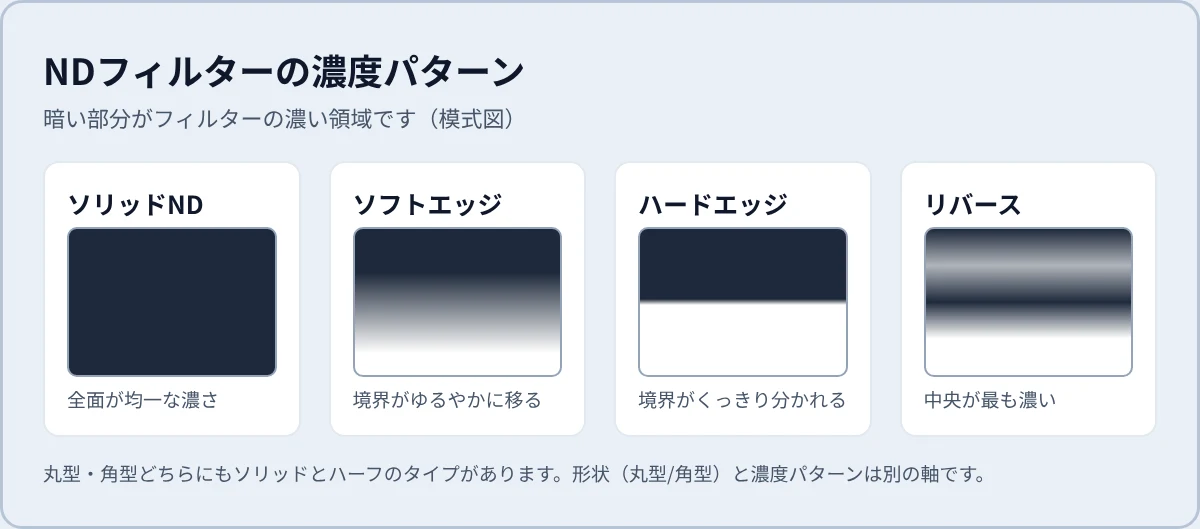 NDフィルターの濃度パターン
暗い部分がフィルターの濃い領域です（模式図）
ソリッドND
全面が均一な濃さ
ソフトエッジ
境界がゆるやかに移る
ハードエッジ
境界がくっきり分かれる
リバース
中央が最も濃い
丸型・角型どちらにもソリッドとハーフのタイプがあります。形状（丸型/角型）と濃度パターンは別の軸です。